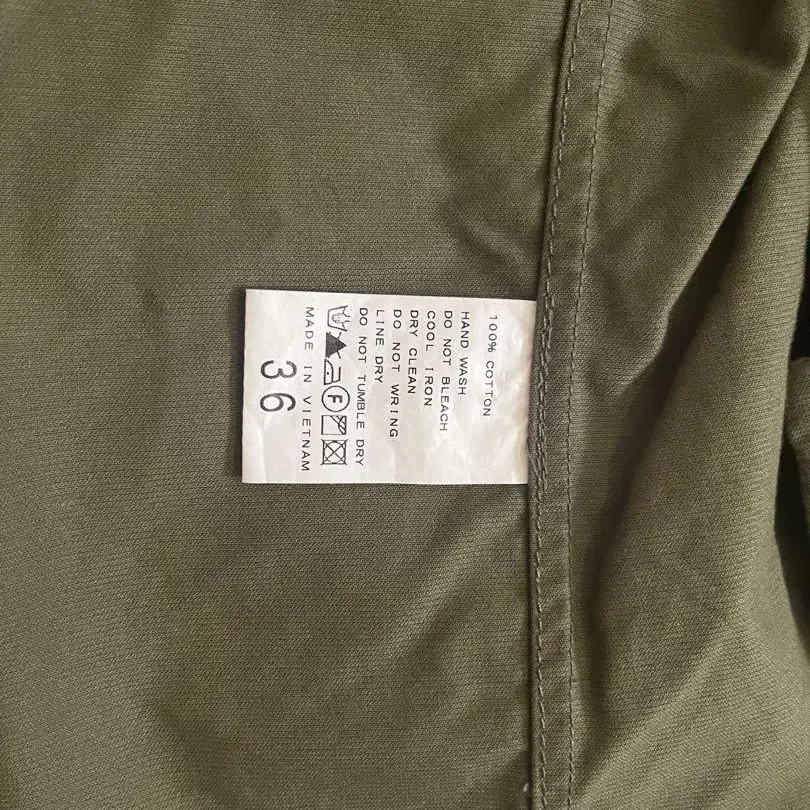 100% COTTON
HAND WASH
DO NOT BLEACH
COOL IRON
DRY CLEAN
DO NOT WRING
LINE DRY
DO NOT TUMBLE DRY
F
MADE IN VIETNAM
36